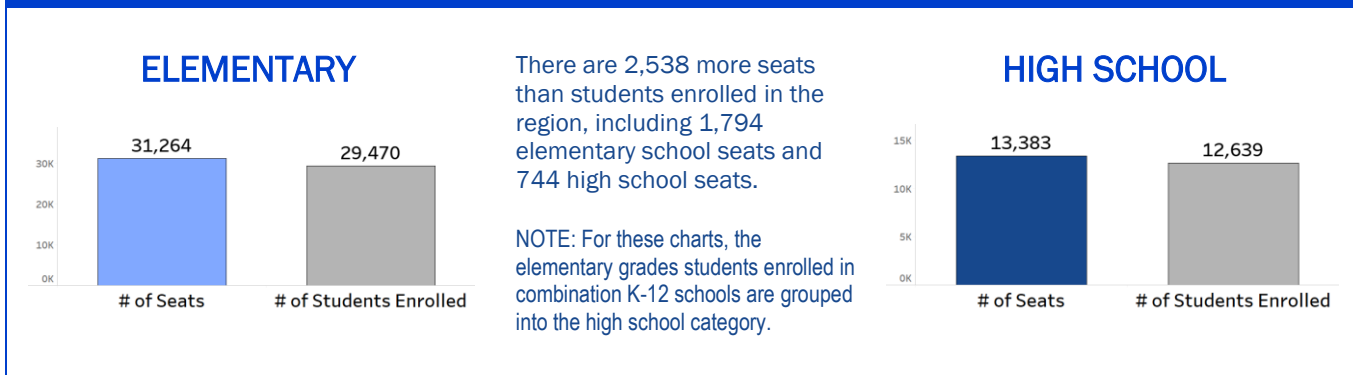 ELEMENTARY
31,264
29,470
30K
20K
10K
0K
# of Seats
# of Students Enrolled
There are 2,538 more seats
than students enrolled in the
region, including 1,794
elementary school seats and
744 high school seats.
NOTE: For these charts, the
elementary grades students enrolled in
combination K-12 schools are grouped
into the high school category.
HIGH SCHOOL
15K
13,383
12,639
10K
5K
0K
# of Seats
# of Students Enrolled